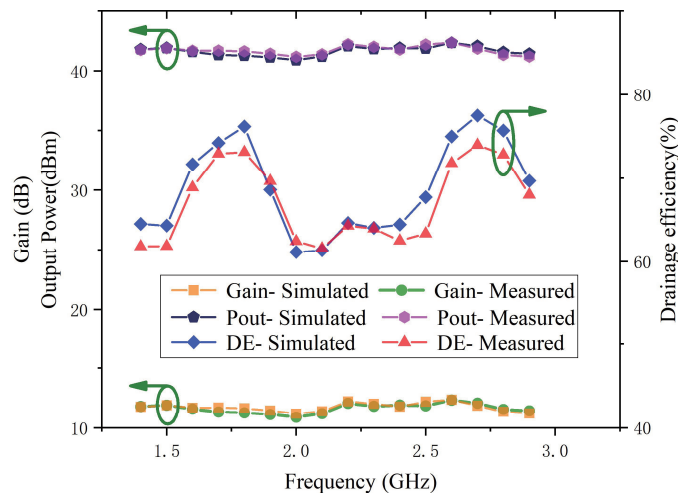 Gain (dB)
Output Power(dBm)
40
30
20
10
80
60
40
Drainage efficiency(%)
Gain- Simulated Gain- Measured
Pout- Simulated Pout- Measured
DE- Simulated DE- Measured
1.5 2.0 2.5 3.0
Frequency (GHz)